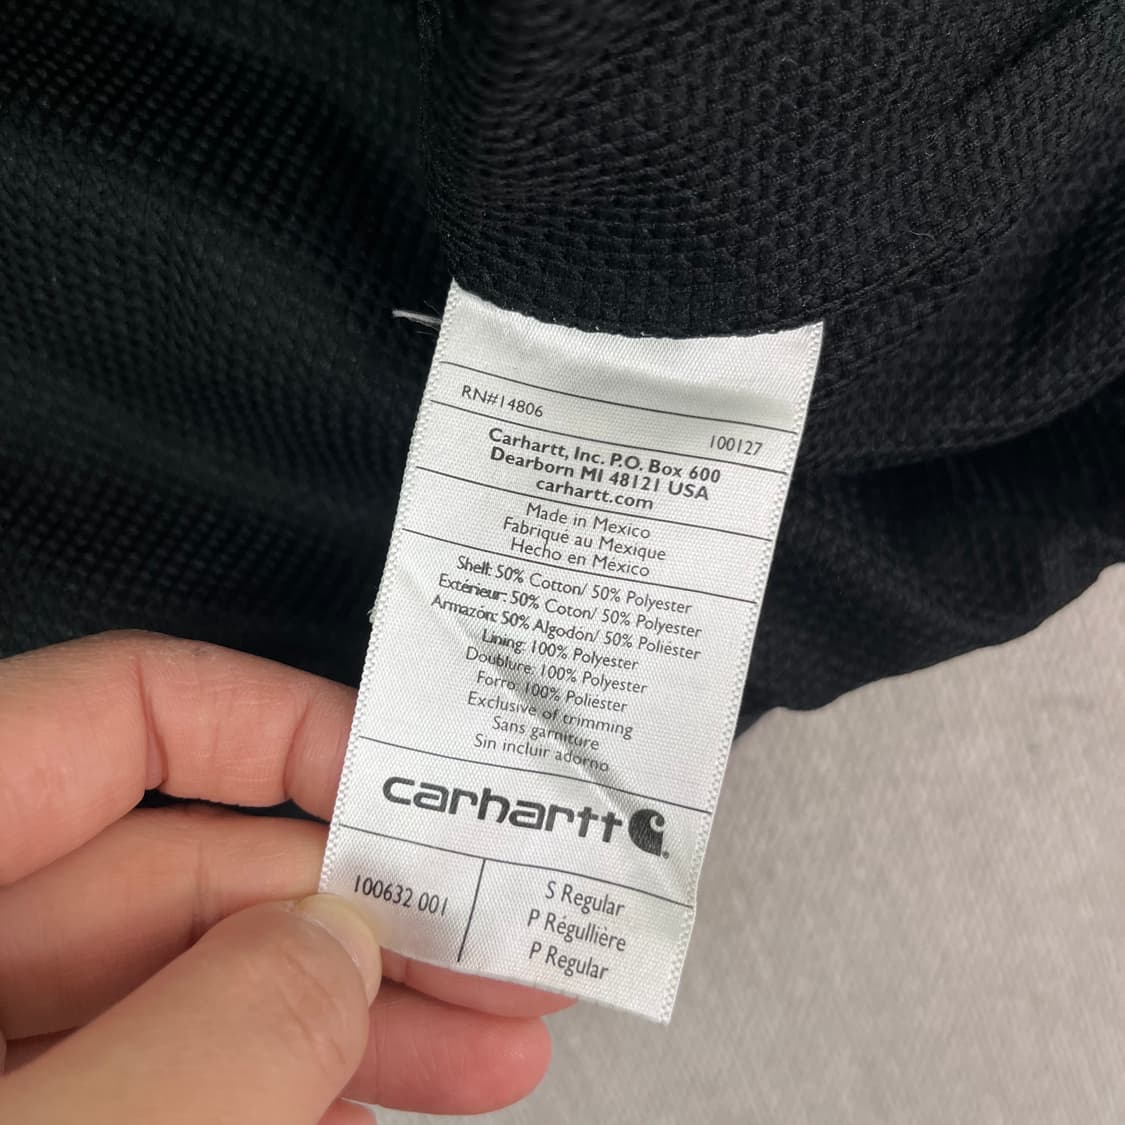 RN#14806
100127
Carhartt, Inc. P.O. Box 600
Dearborn MI 48121 USA
carhartt.com
Made in Mexico
Fabriqué au Mexique
Hecho en México
Shell: 50% Cotton/ 50% Polyester
Extérieur: 50% Coton/ 50% Polyester
Armazón: 50% Algodón/ 50% Poliéster
Lining: 100% Polyester
Doublure: 100% Polyester
Forro: 100% Poliester
Exclusive of trimming
Sans garniture
Sin incluir adorno
carhartt
100632 001
S Regular
P Régullière
P Regular